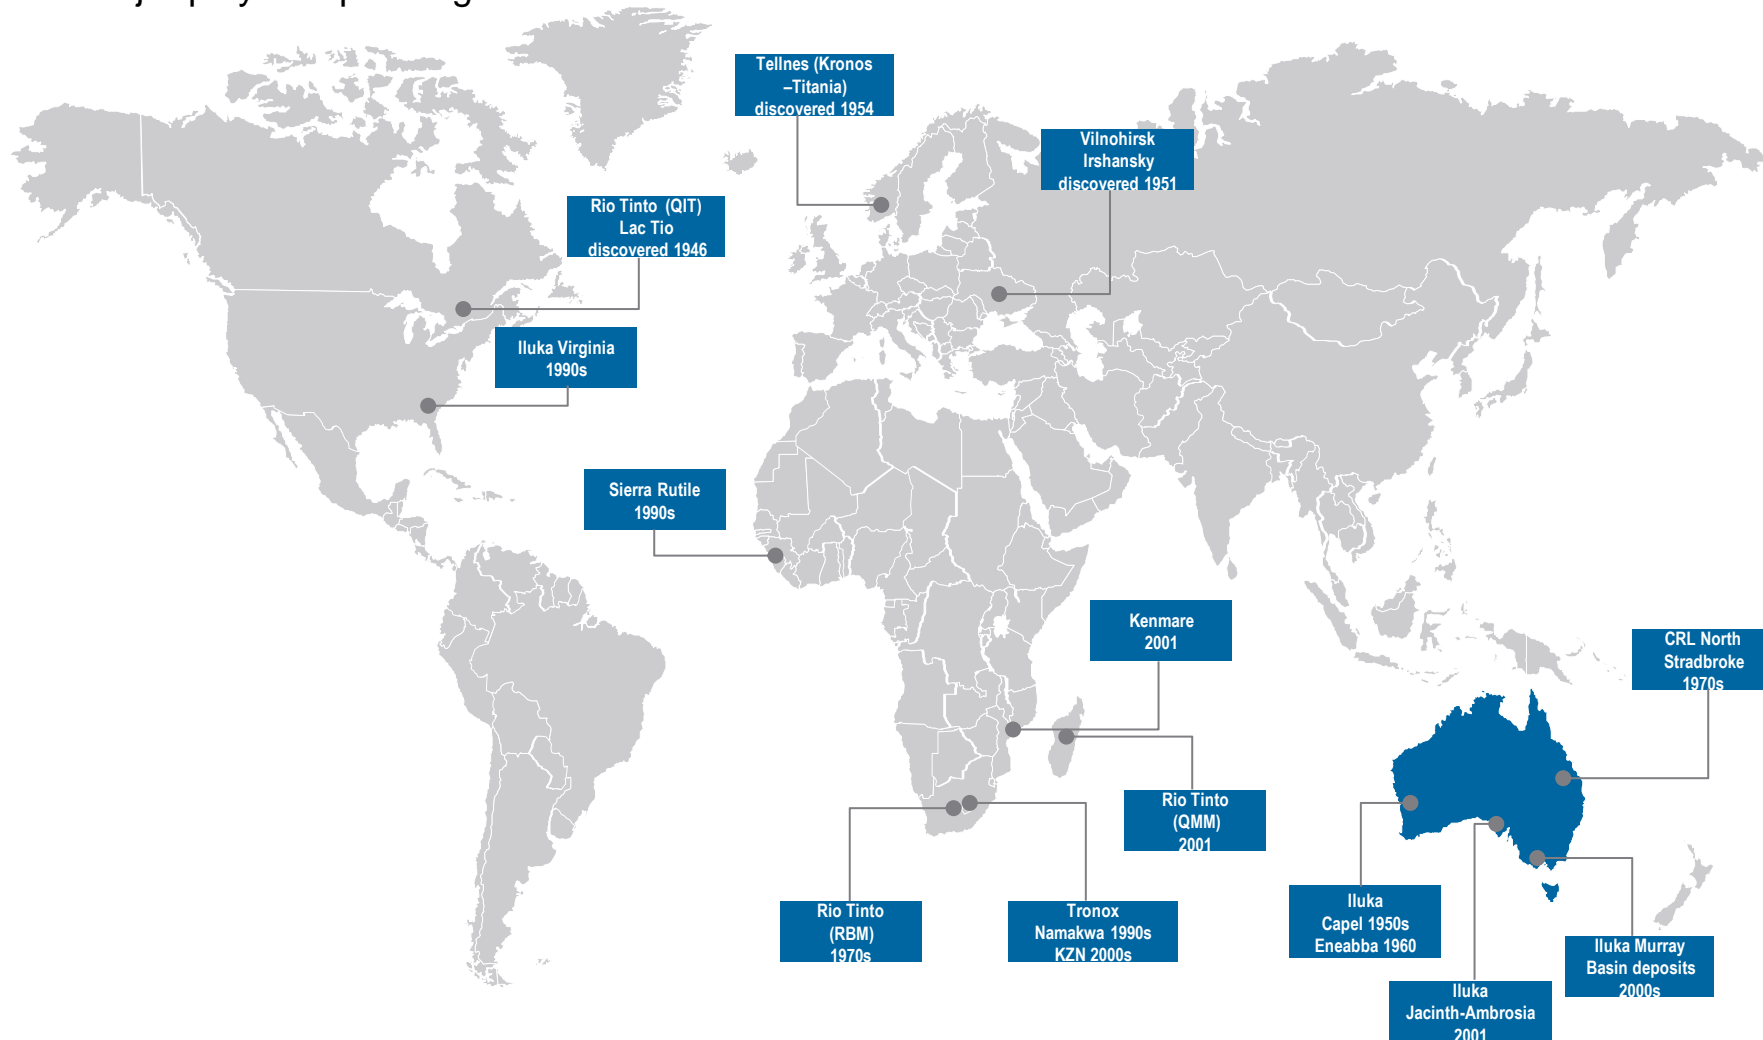 Tellnes (Kronos
–Titania)
discovered 1954
Vilnohirsk
Irshansky
discovered 1951
Rio Tinto (QIT)
Lac Tio
discovered 1946
Iluka Virginia
1990s
Sierra Rutile
1990s
Kenmare
2001
CRL North
Stradbroke
1970s
Rio Tinto
(QMM)
2001
Rio Tinto
(RBM)
1970s
Tronox
Namakwa 1990s
KZN 2000s
Iluka
Capel 1950s
Eneabba 1960
Iluka Murray
Basin deposits
2000s
Iluka
Jacinth-Ambrosia
2001